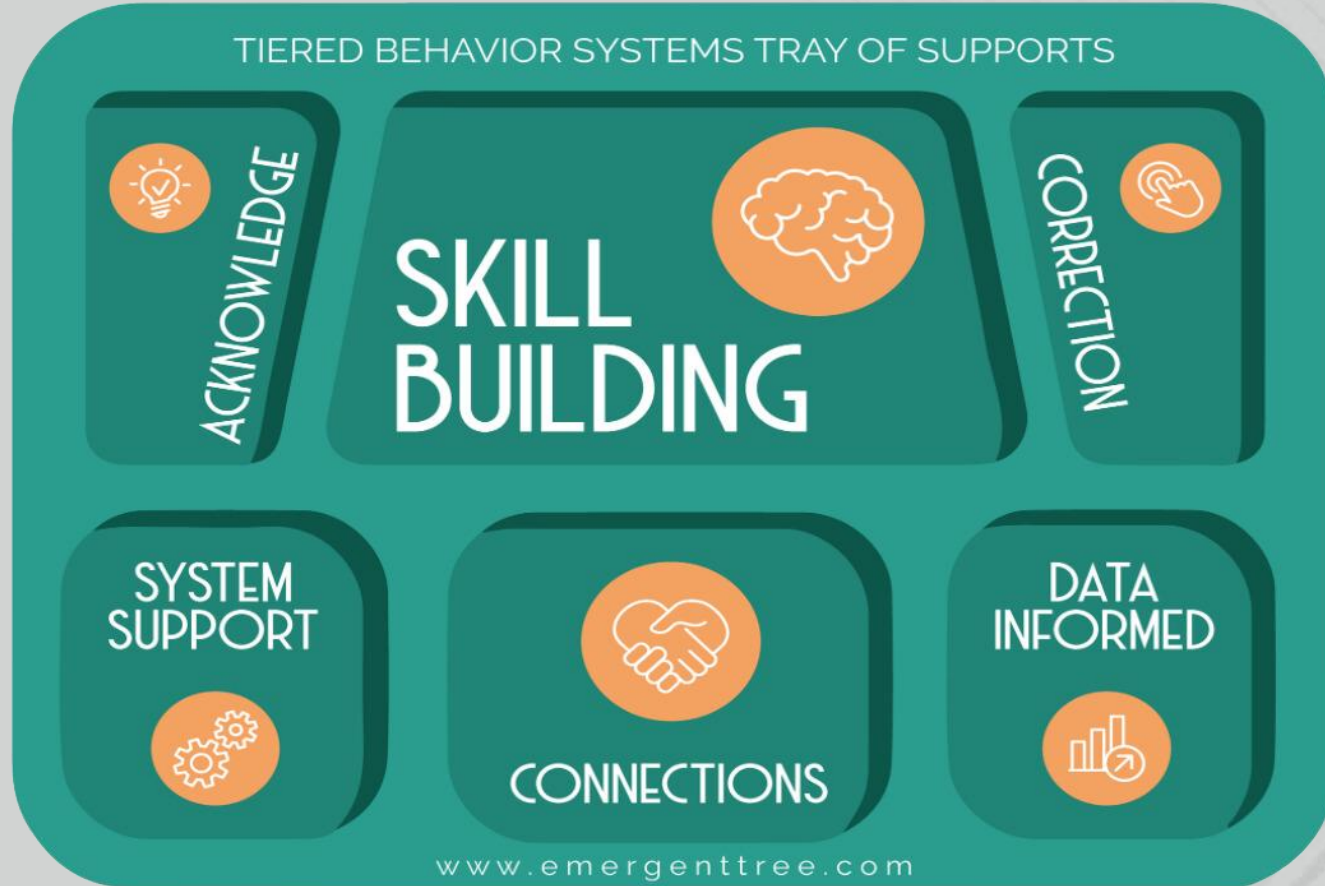 TIERED BEHAVIOR SYSTEMS TRAY OF SUPPORTS
ACKNOWLEDGE
SKILL
BUILDING
CORRECTION
SYSTEM
SUPPORT
CONNECTIONS
DATA
INFORMED
www.emergenttree.com